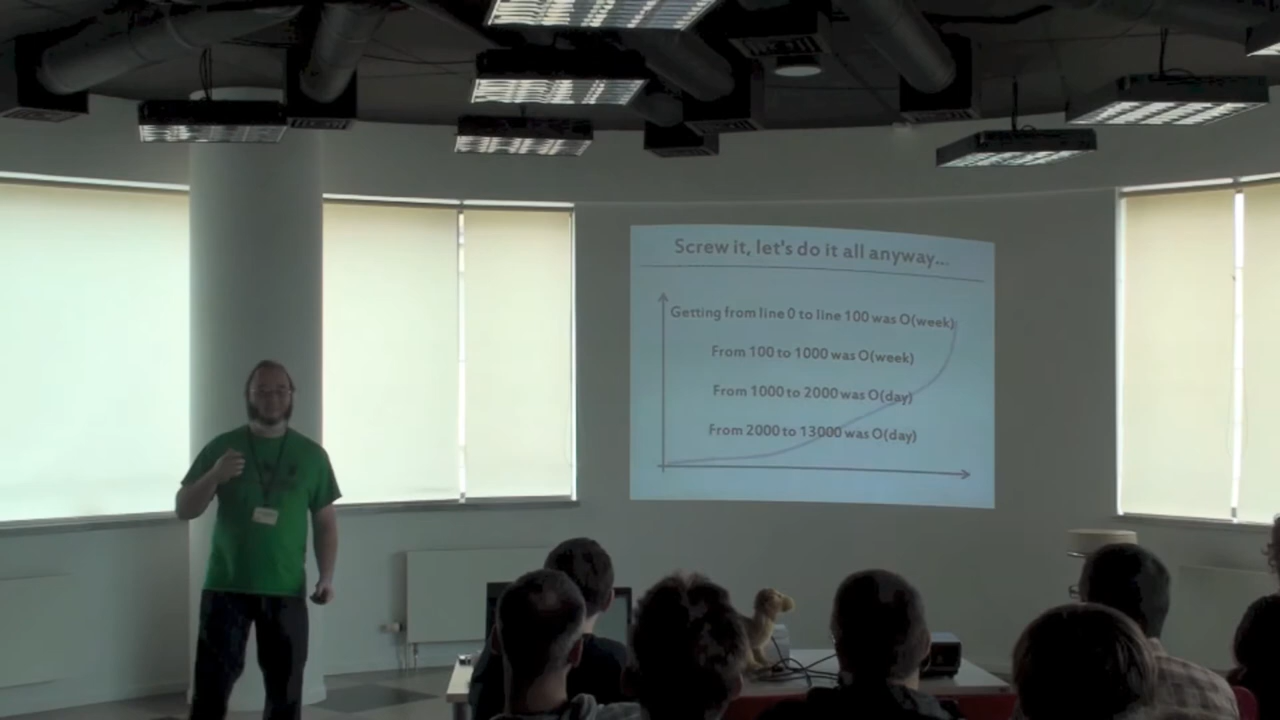 Screw it, let's do it all anyway...
Getting from line 0 to line 100 was O(week)
From 100 to 1000 was O(week)
From 1000 to 2000 was O(day)
From 2000 to 13000 was O(day)